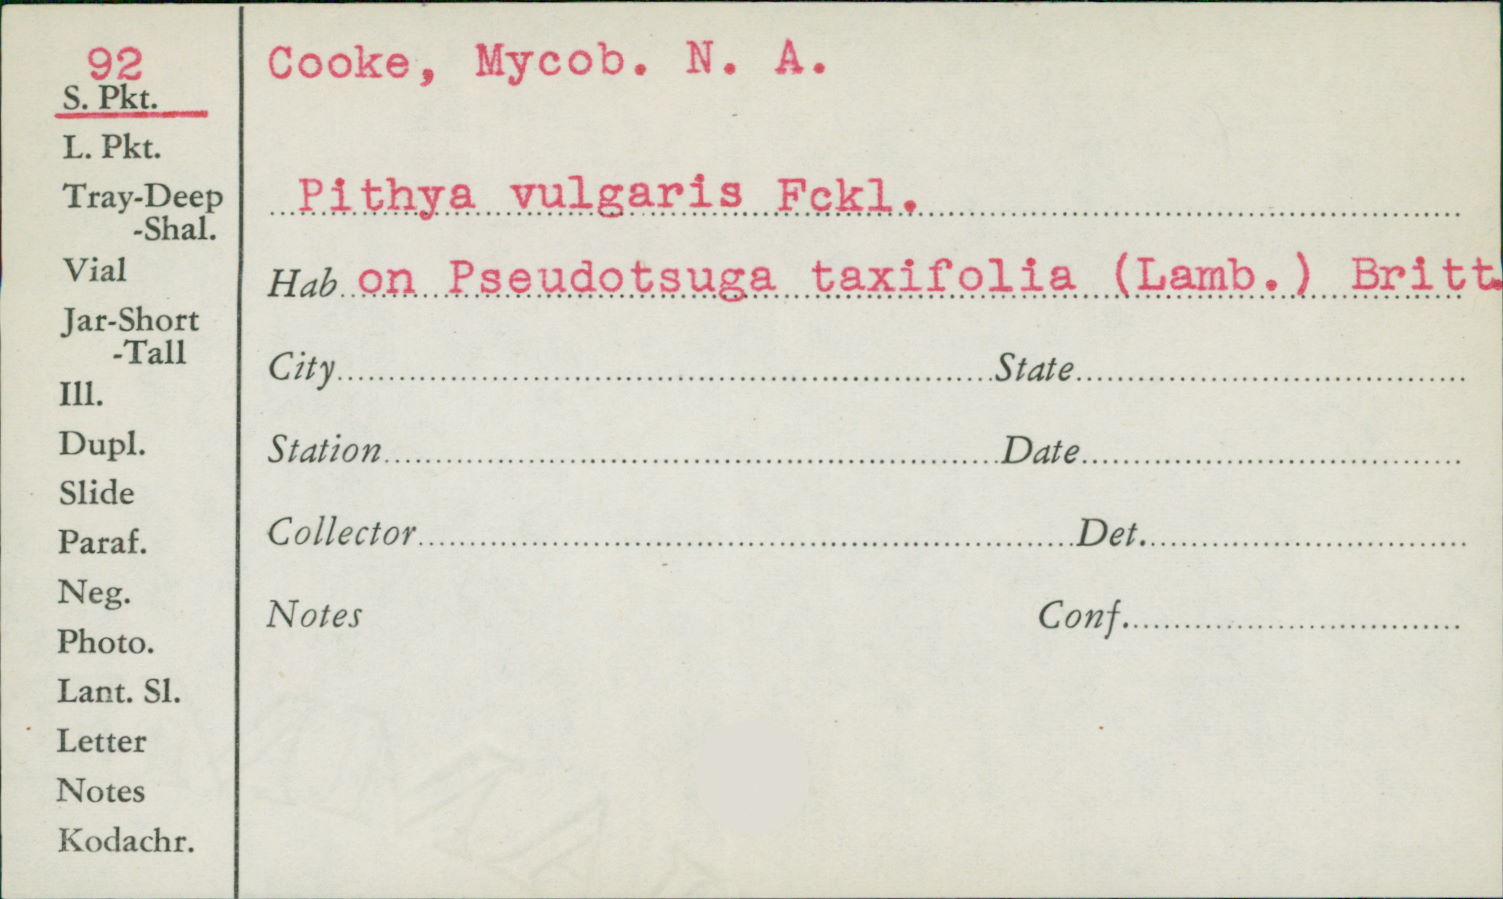 92
S. Pkt.
L. Pkt.
Tray-Deep
-Shal.
Vial
Jar-Short
-Tall
Ill.
Dupl.
Slide
Paraf.
Neg.
Photo.
Lant. Sl.
Letter
Notes
Kodachr.
Cooke, Mycob. N. A.
Pithya vulgaris Fckl.
Hab on Pseudotsuga taxifolia (Lamb.) Britt.
City State
Station Date
Collector Det.
Notes Conf.